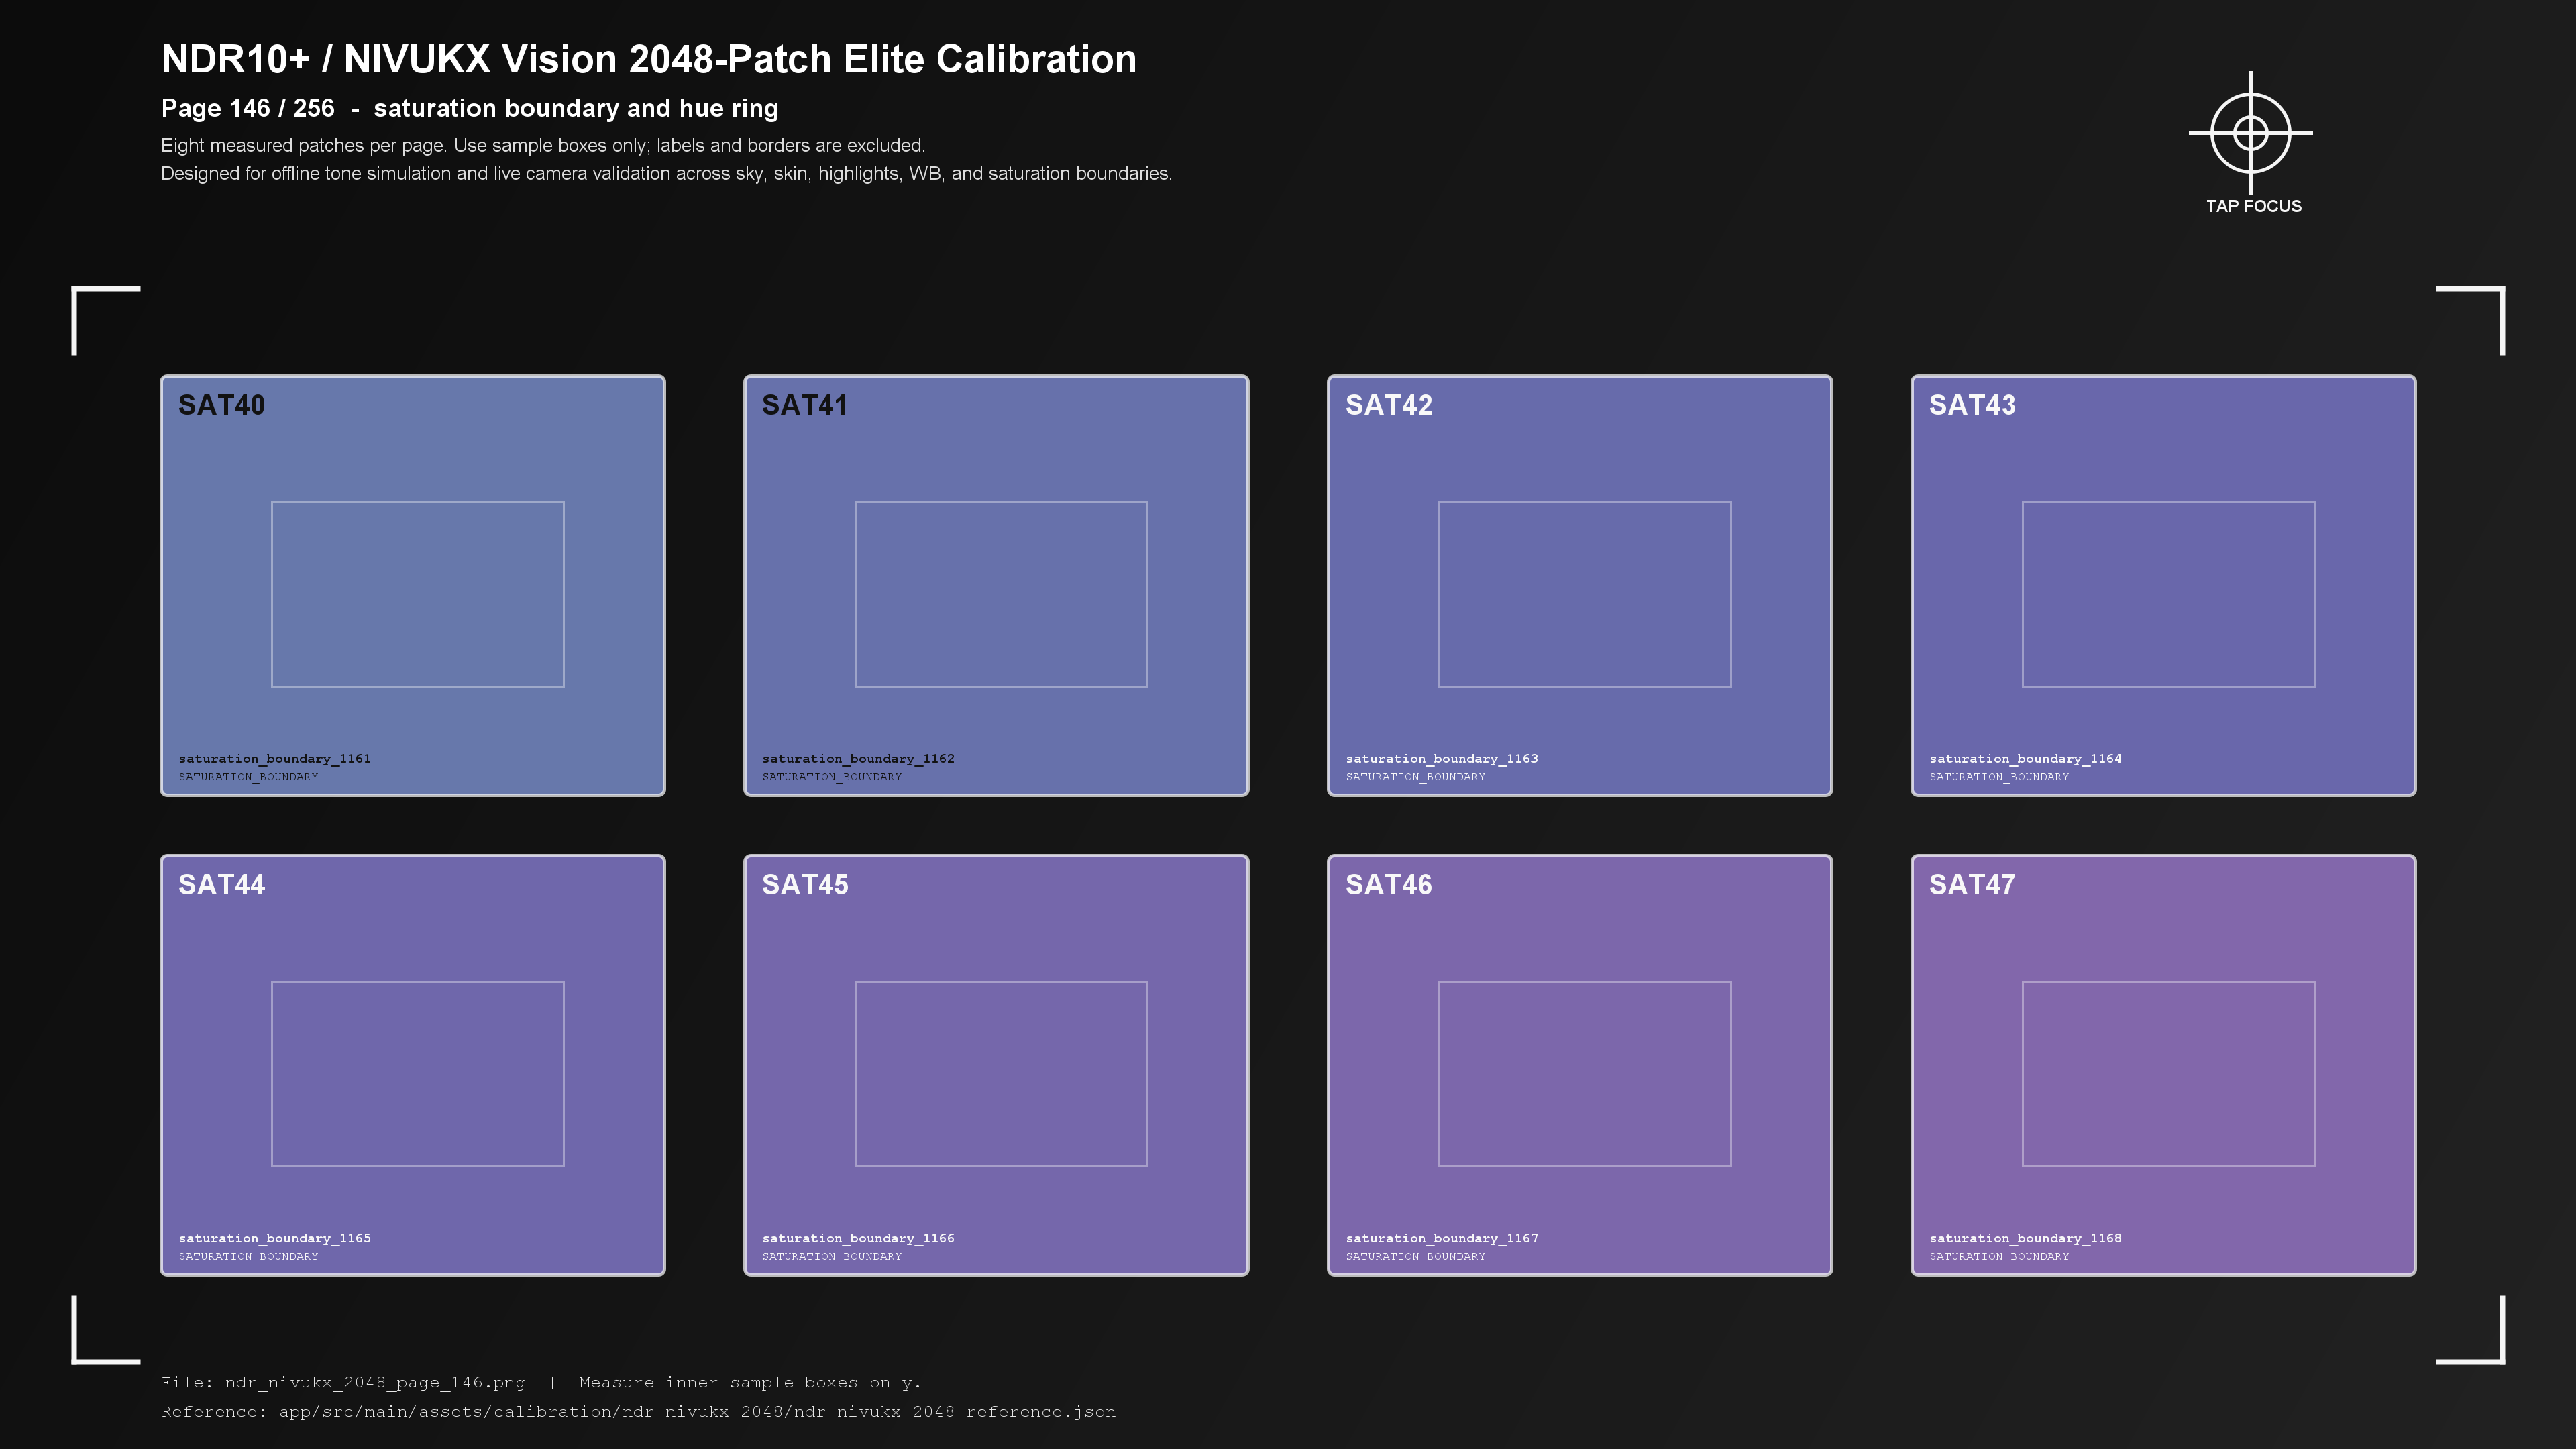 NDR10+ / NIVUKX Vision 2048-Patch Elite Calibration
Page 146 / 256 - saturation boundary and hue ring
Eight measured patches per page. Use sample boxes only; labels and borders are excluded.
Designed for offline tone simulation and live camera validation across sky, skin, highlights, WB, and saturation boundaries.
TAP FOCUS
SAT40
saturation_boundary_1161
SATURATION_BOUNDARY
SAT41
saturation_boundary_1162
SATURATION_BOUNDARY
SAT42
saturation_boundary_1163
SATURATION_BOUNDARY
SAT43
saturation_boundary_1164
SATURATION_BOUNDARY
SAT44
saturation_boundary_1165
SATURATION_BOUNDARY
SAT45
saturation_boundary_1166
SATURATION_BOUNDARY
SAT46
saturation_boundary_1167
SATURATION_BOUNDARY
SAT47
saturation_boundary_1168
SATURATION_BOUNDARY
File: ndr_nivukx_2048_page_146.png | Measure inner sample boxes only.
Reference: app/src/main/assets/calibration/ndr_nivukx_2048/ndr_nivukx_2048_reference.json